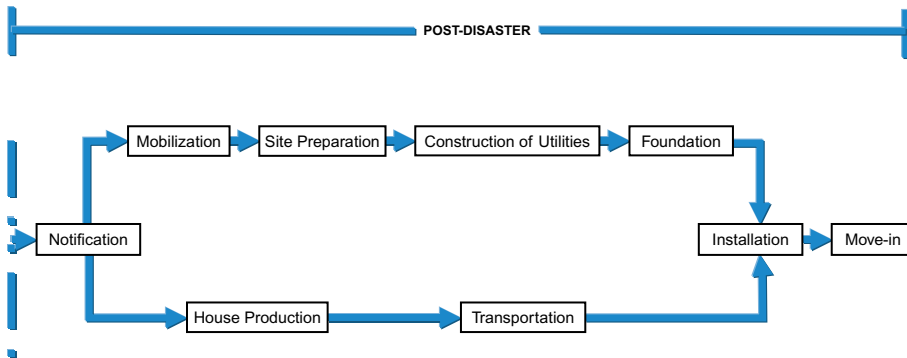 POST-DISASTER
Mobilization
Site Preparation
Construction of Utilities
Foundation
Notification
Installation
Move-in
House Production
Transportation